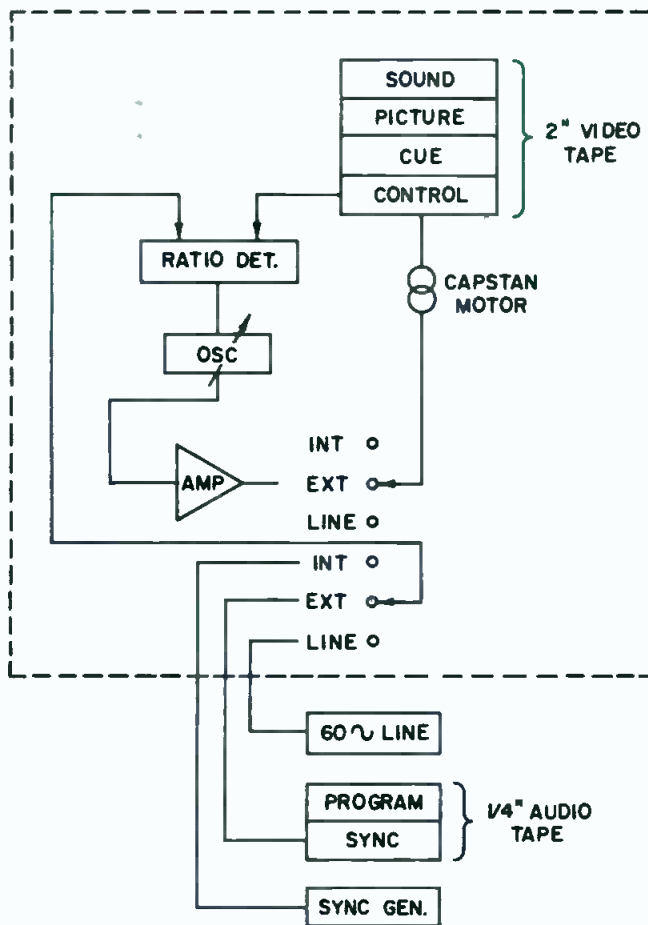 SOUND
PICTURE
CUE
CONTROL
2" VIDEO
TAPE
RATIO DET.
CAPSTAN
MOTOR
OSC
INT
AMP
EXT
LINE
INT
EXT
LINE
60∿ LINE
PROGRAM
SYNC
1/4" AUDIO
TAPE
SYNC GEN.